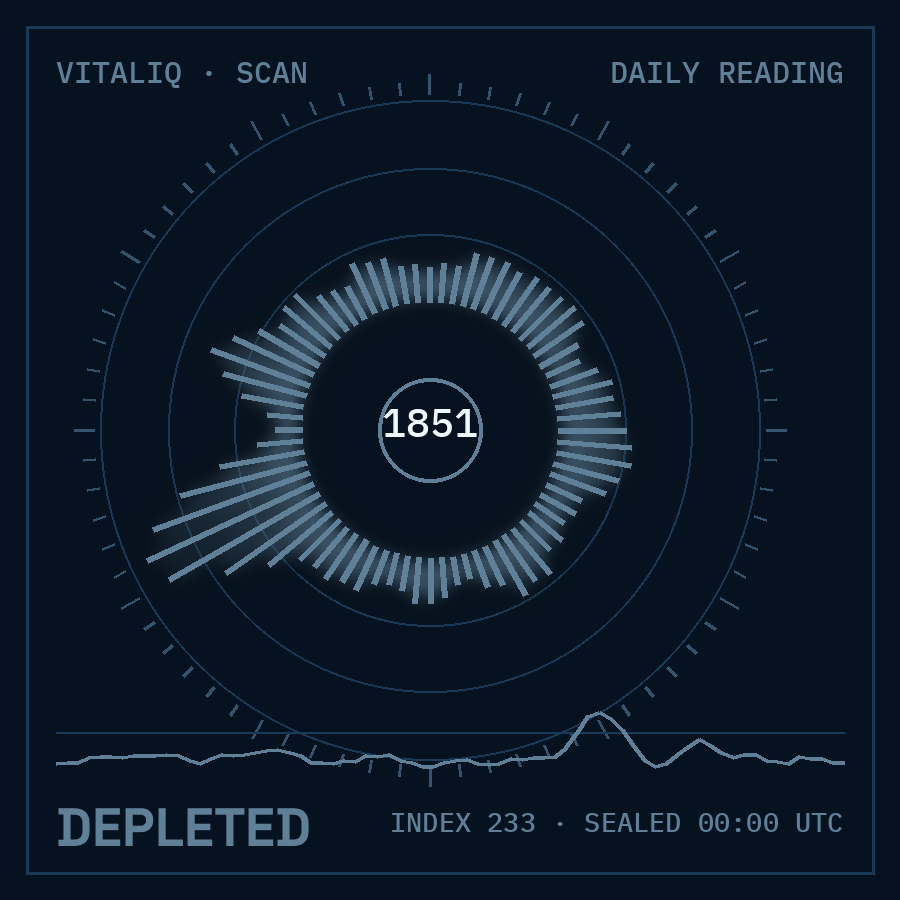 VITALIQ · SCAN
DAILY READING
1851
DEPLETED
INDEX 233 · SEALED 00:00 UTC